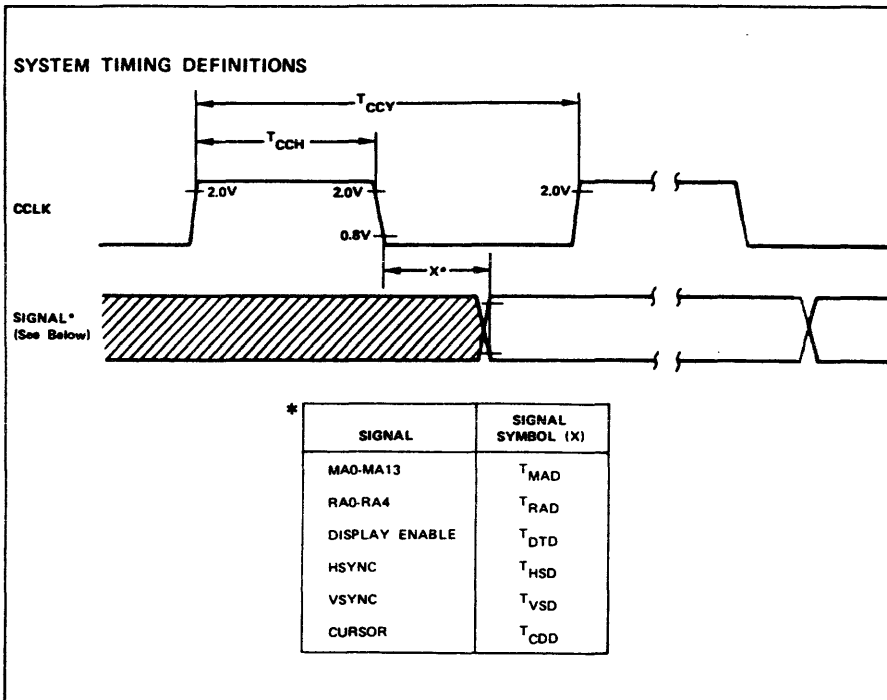 SYSTEM TIMING DEFINITIONS
TCCY
TCCH
2.0V
2.0V
2.0V
CCLK
0.8V
X*
SIGNAL*
(See Below)
*
SIGNAL
SIGNAL SYMBOL (X)
MA0-MA13 TMAD
RA0-RA4 TRAD
DISPLAY ENABLE TDTD
HSYNC THSD
VSYNC TVSD
CURSOR TCDD